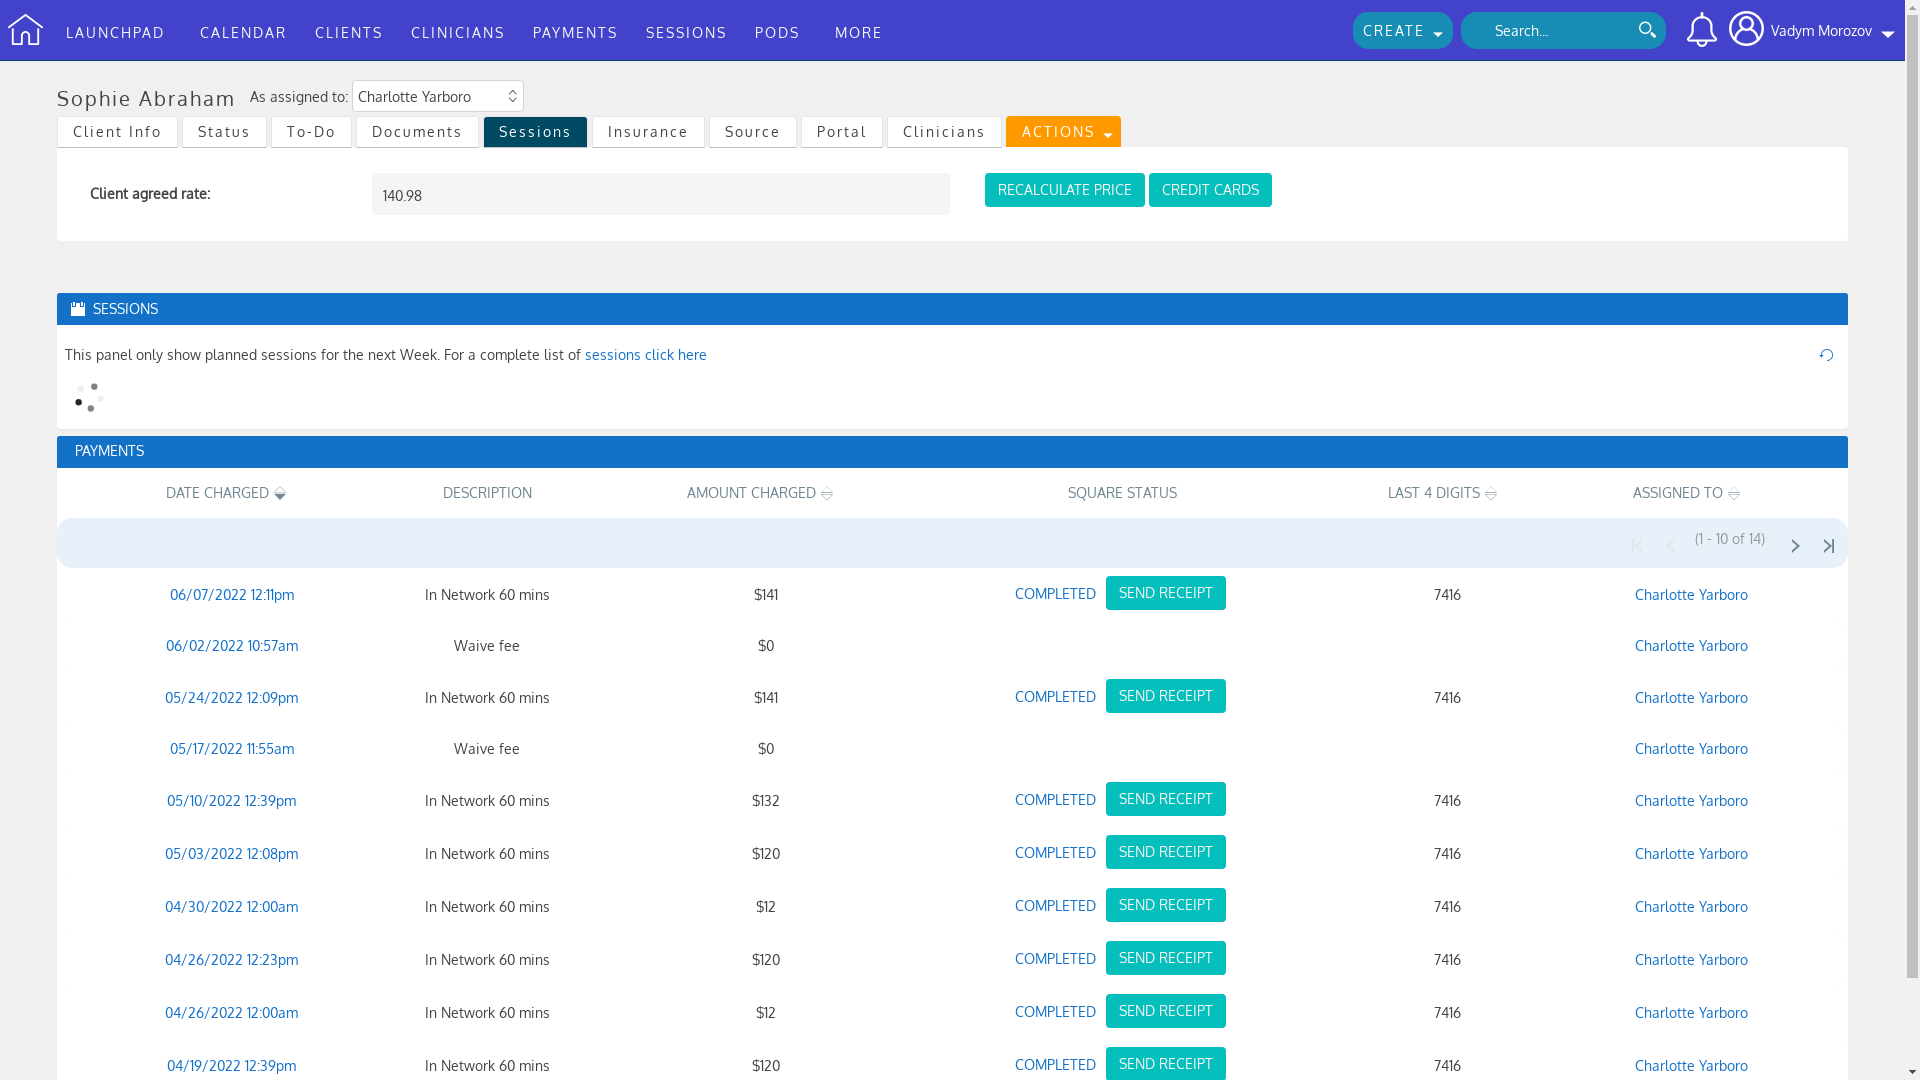 LAUNCHPAD CALENDAR CLIENTS CLINICIANS PAYMENTS SESSIONS PODS MORE CREATE Search... Vadym Morozov
Sophie Abraham As assigned to: Charlotte Yarboro
Client Info Status To-Do Documents Sessions Insurance Source Portal Clinicians ACTIONS
Client agreed rate: 140.98 RECALCULATE PRICE CREDIT CARDS
SESSIONS
This panel only show planned sessions for the next Week. For a complete list of sessions click here
PAYMENTS
DATE CHARGED DESCRIPTION AMOUNT CHARGED SQUARE STATUS LAST 4 DIGITS ASSIGNED TO
(1 - 10 of 14)
06/07/2022 12:11pm In Network 60 mins $141 COMPLETED SEND RECEIPT 7416 Charlotte Yarboro
06/02/2022 10:57am Waive fee $0 Charlotte Yarboro
05/24/2022 12:09pm In Network 60 mins $141 COMPLETED SEND RECEIPT 7416 Charlotte Yarboro
05/17/2022 11:55am Waive fee $0 Charlotte Yarboro
05/10/2022 12:39pm In Network 60 mins $132 COMPLETED SEND RECEIPT 7416 Charlotte Yarboro
05/03/2022 12:08pm In Network 60 mins $120 COMPLETED SEND RECEIPT 7416 Charlotte Yarboro
04/30/2022 12:00am In Network 60 mins $12 COMPLETED SEND RECEIPT 7416 Charlotte Yarboro
04/26/2022 12:23pm In Network 60 mins $120 COMPLETED SEND RECEIPT 7416 Charlotte Yarboro
04/26/2022 12:00am In Network 60 mins $12 COMPLETED SEND RECEIPT 7416 Charlotte Yarboro
04/19/2022 12:39pm In Network 60 mins $120 COMPLETED SEND RECEIPT 7416 Charlotte Yarboro